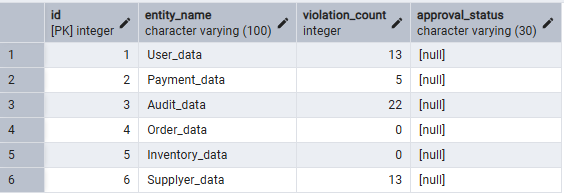 id entity_name violation_count approval_status
[PK] integer character varying (100) integer character varying (30)
1 1 User_data 13 [null]
2 2 Payment_data 5 [null]
3 3 Audit_data 22 [null]
4 4 Order_data 0 [null]
5 5 Inventory_data 0 [null]
6 6 Supplyer_data 13 [null]